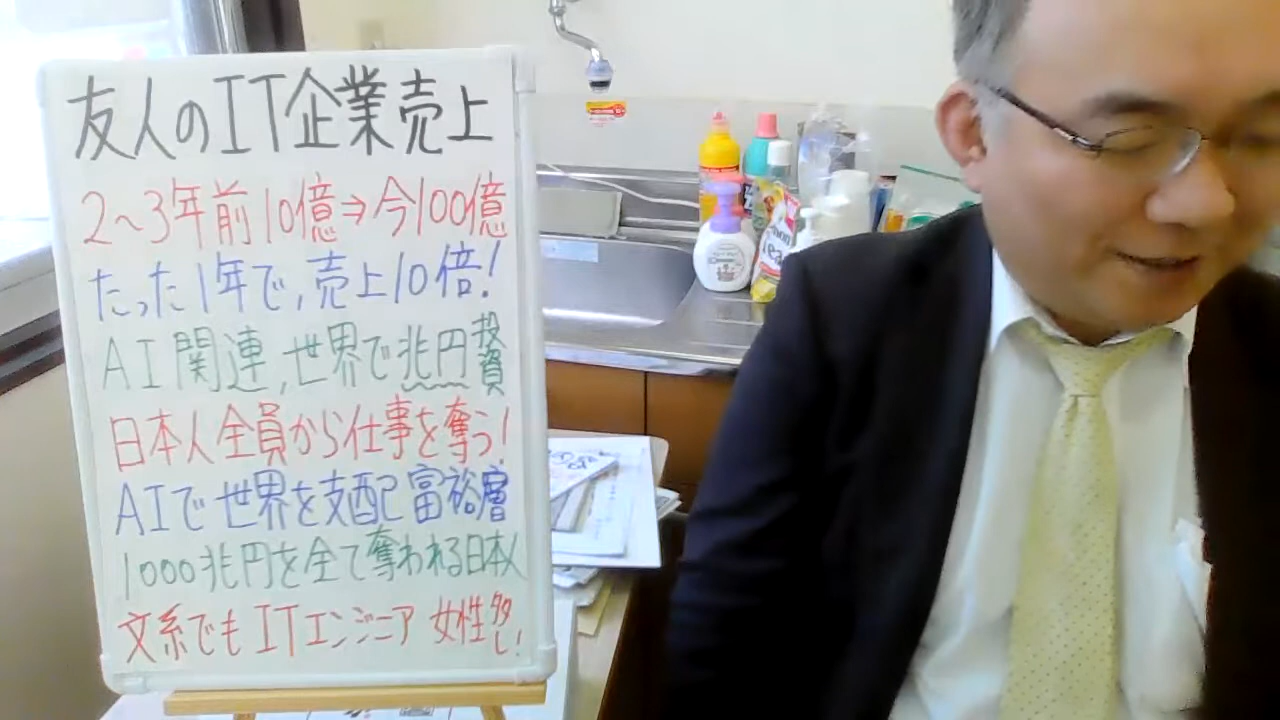 友人のIT企業売上
2〜3年前10億⇒今100億
たった1年で,売上10倍!
AI関連,世界で兆円投資
日本人全員から仕事を奪う!
AIで世界を支配富裕層
1000兆円を全て奪われる日本人
文系でもITエンジニア 女性多し!